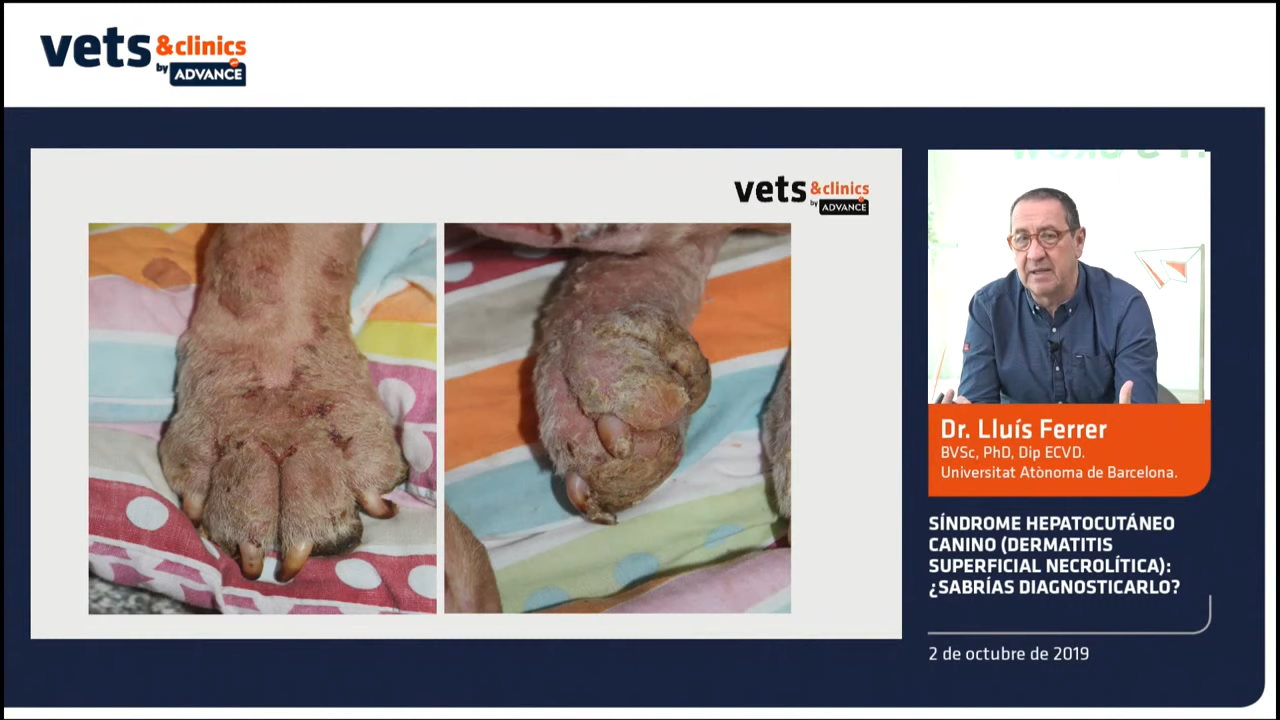 vets &clinics
by ADVANCE
vets &clinics
by ADVANCE
Dr. Lluís Ferrer
BVSc, PhD, Dip ECVD.
Universitat Atònoma de Barcelona.
SÍNDROME HEPATOCUTÁNEO
CANINO (DERMATITIS
SUPERFICIAL NECROLÍTICA):
¿SABRÍAS DIAGNOSTICARLO?
2 de octubre de 2019